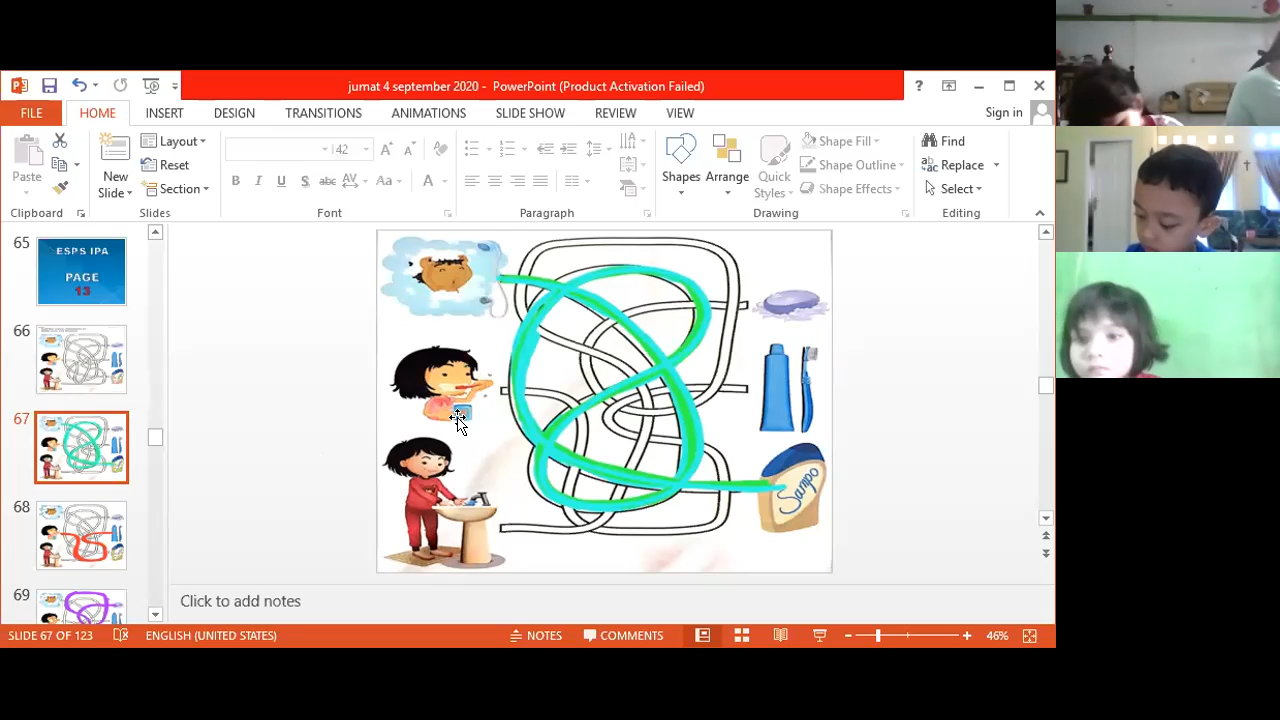 jumat 4 september 2020 - PowerPoint (Product Activation Failed)
FILE HOME INSERT DESIGN TRANSITIONS ANIMATIONS SLIDE SHOW REVIEW VIEW Sign in
Paste
New Slide
Layout
Reset
Section
42
B I U S abc AV Aa A
Shapes
Arrange
Quick Styles
Shape Fill
Shape Outline
Shape Effects
Find
Replace
Select
Clipboard Slides Font Paragraph Drawing Editing
65
ESPS IPA
PAGE
13
66
67
68
69
Sampo
Click to add notes
SLIDE 67 OF 123 ENGLISH (UNITED STATES) NOTES COMMENTS 46%